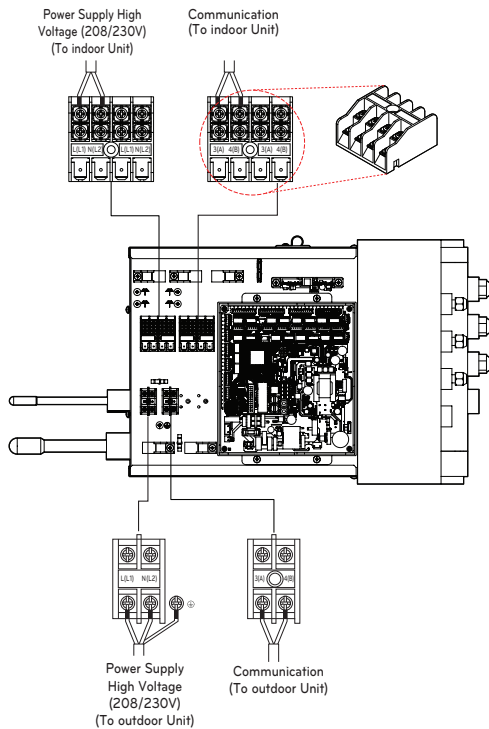 Power Supply High
Voltage (208/230V)
(To indoor Unit)
Communication
(To indoor Unit)
L(L1) N(L2) L(L1) N(L2)
3(A) 4(B) 3(A) 4(B)
L(L1) N(L2)
3(A) 4(B)
Power Supply
High Voltage
(208/230V)
(To outdoor Unit)
Communication
(To outdoor Unit)